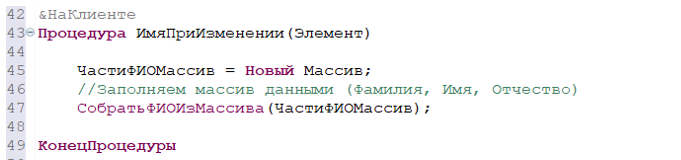 42 &НаКлиенте
43 Процедура ИмяПриИзменении(Элемент)
44
45 ЧастиФИОМассив = Новый Массив;
46 //Заполняем массив данными (Фамилия, Имя, Отчество)
47 СобратьФИОИзМассива(ЧастиФИОМассив);
48
49 КонецПроцедуры